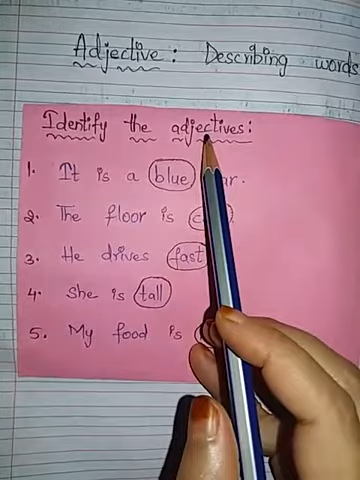 Adjective: Describing words
Identify the adjectives:
1. It is a blue
2. The floor is
3. He drives fast
4. She is tall
5. My food is